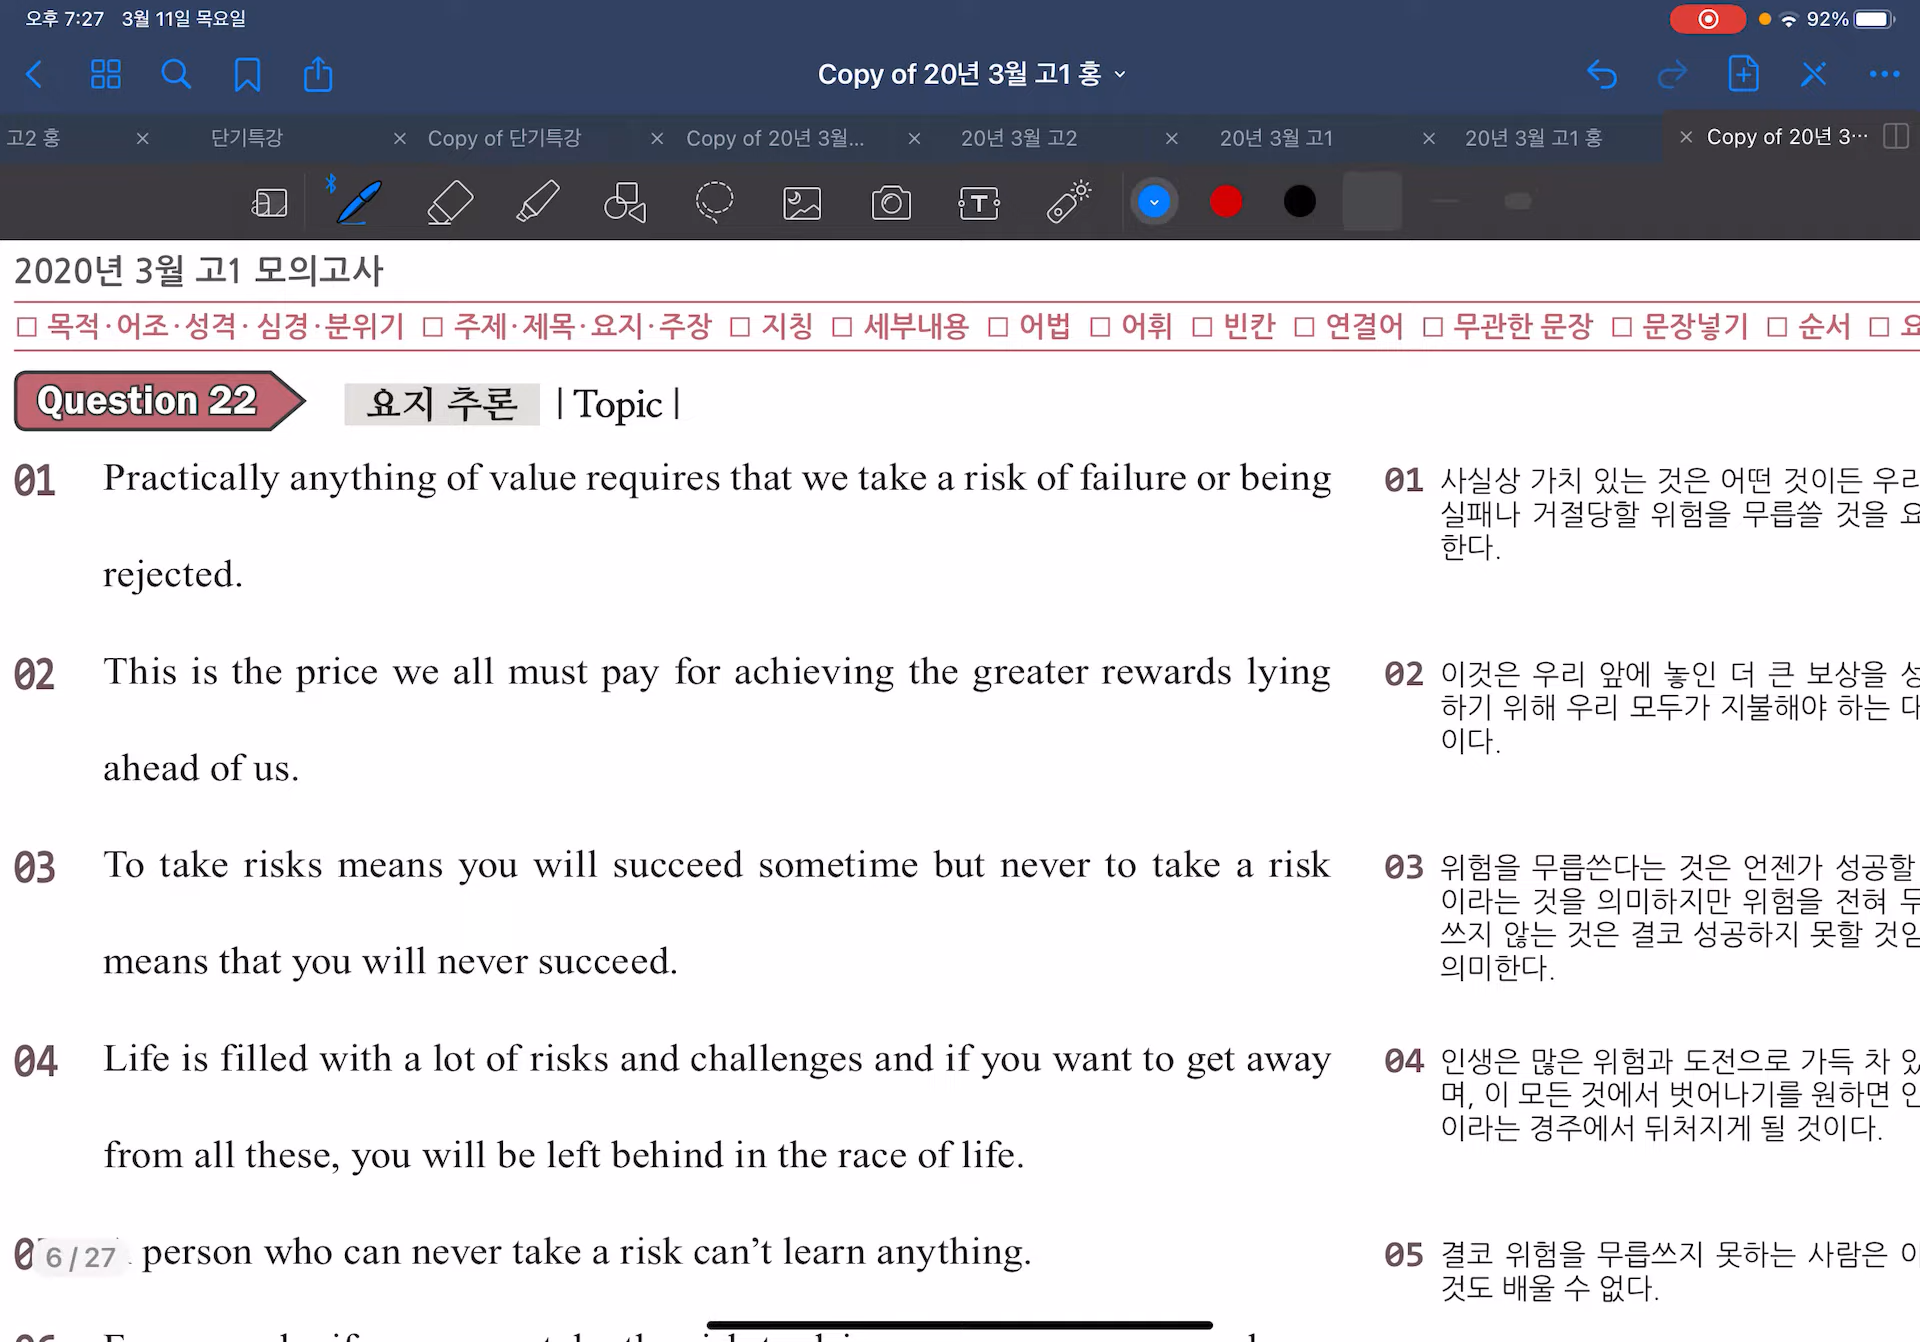 오후 7:27 3월 11일 목요일
92%
Copy of 20년 3월 고1 홍
고2 홍
단기특강
Copy of 단기특강
Copy of 20년 3월...
20년 3월 고2
20년 3월 고1
20년 3월 고1 홍
Copy of 20년 3...
2020년 3월 고1 모의고사
□ 목적·어조·성격·심경·분위기 □ 주제·제목·요지·주장 □ 지칭 □ 세부내용 □ 어법 □ 어휘 □ 빈칸 □ 연결어 □ 무관한 문장 □ 문장넣기 □ 순서 □
Question 22 요지 추론 | Topic |
01 Practically anything of value requires that we take a risk of failure or being
rejected.
01 사실상 가치 있는 것은 어떤 것이든 우리
실패나 거절당할 위험을 무릅쓸 것을 요
한다.
02 This is the price we all must pay for achieving the greater rewards lying
ahead of us.
02 이것은 우리 앞에 놓인 더 큰 보상을 성
하기 위해 우리 모두가 지불해야 하는 대
이다.
03 To take risks means you will succeed sometime but never to take a risk
means that you will never succeed.
03 위험을 무릅쓴다는 것은 언젠가 성공할
이라는 것을 의미하지만 위험을 전혀 무
쓰지 않는 것은 결코 성공하지 못할 것임
의미한다.
04 Life is filled with a lot of risks and challenges and if you want to get away
from all these, you will be left behind in the race of life.
04 인생은 많은 위험과 도전으로 가득 차 있
며, 이 모든 것에서 벗어나기를 원하면 인
이라는 경주에서 뒤처지게 될 것이다.
6 / 27
person who can never take a risk can't learn anything.
05 결코 위험을 무릅쓰지 못하는 사람은 아
것도 배울 수 없다.